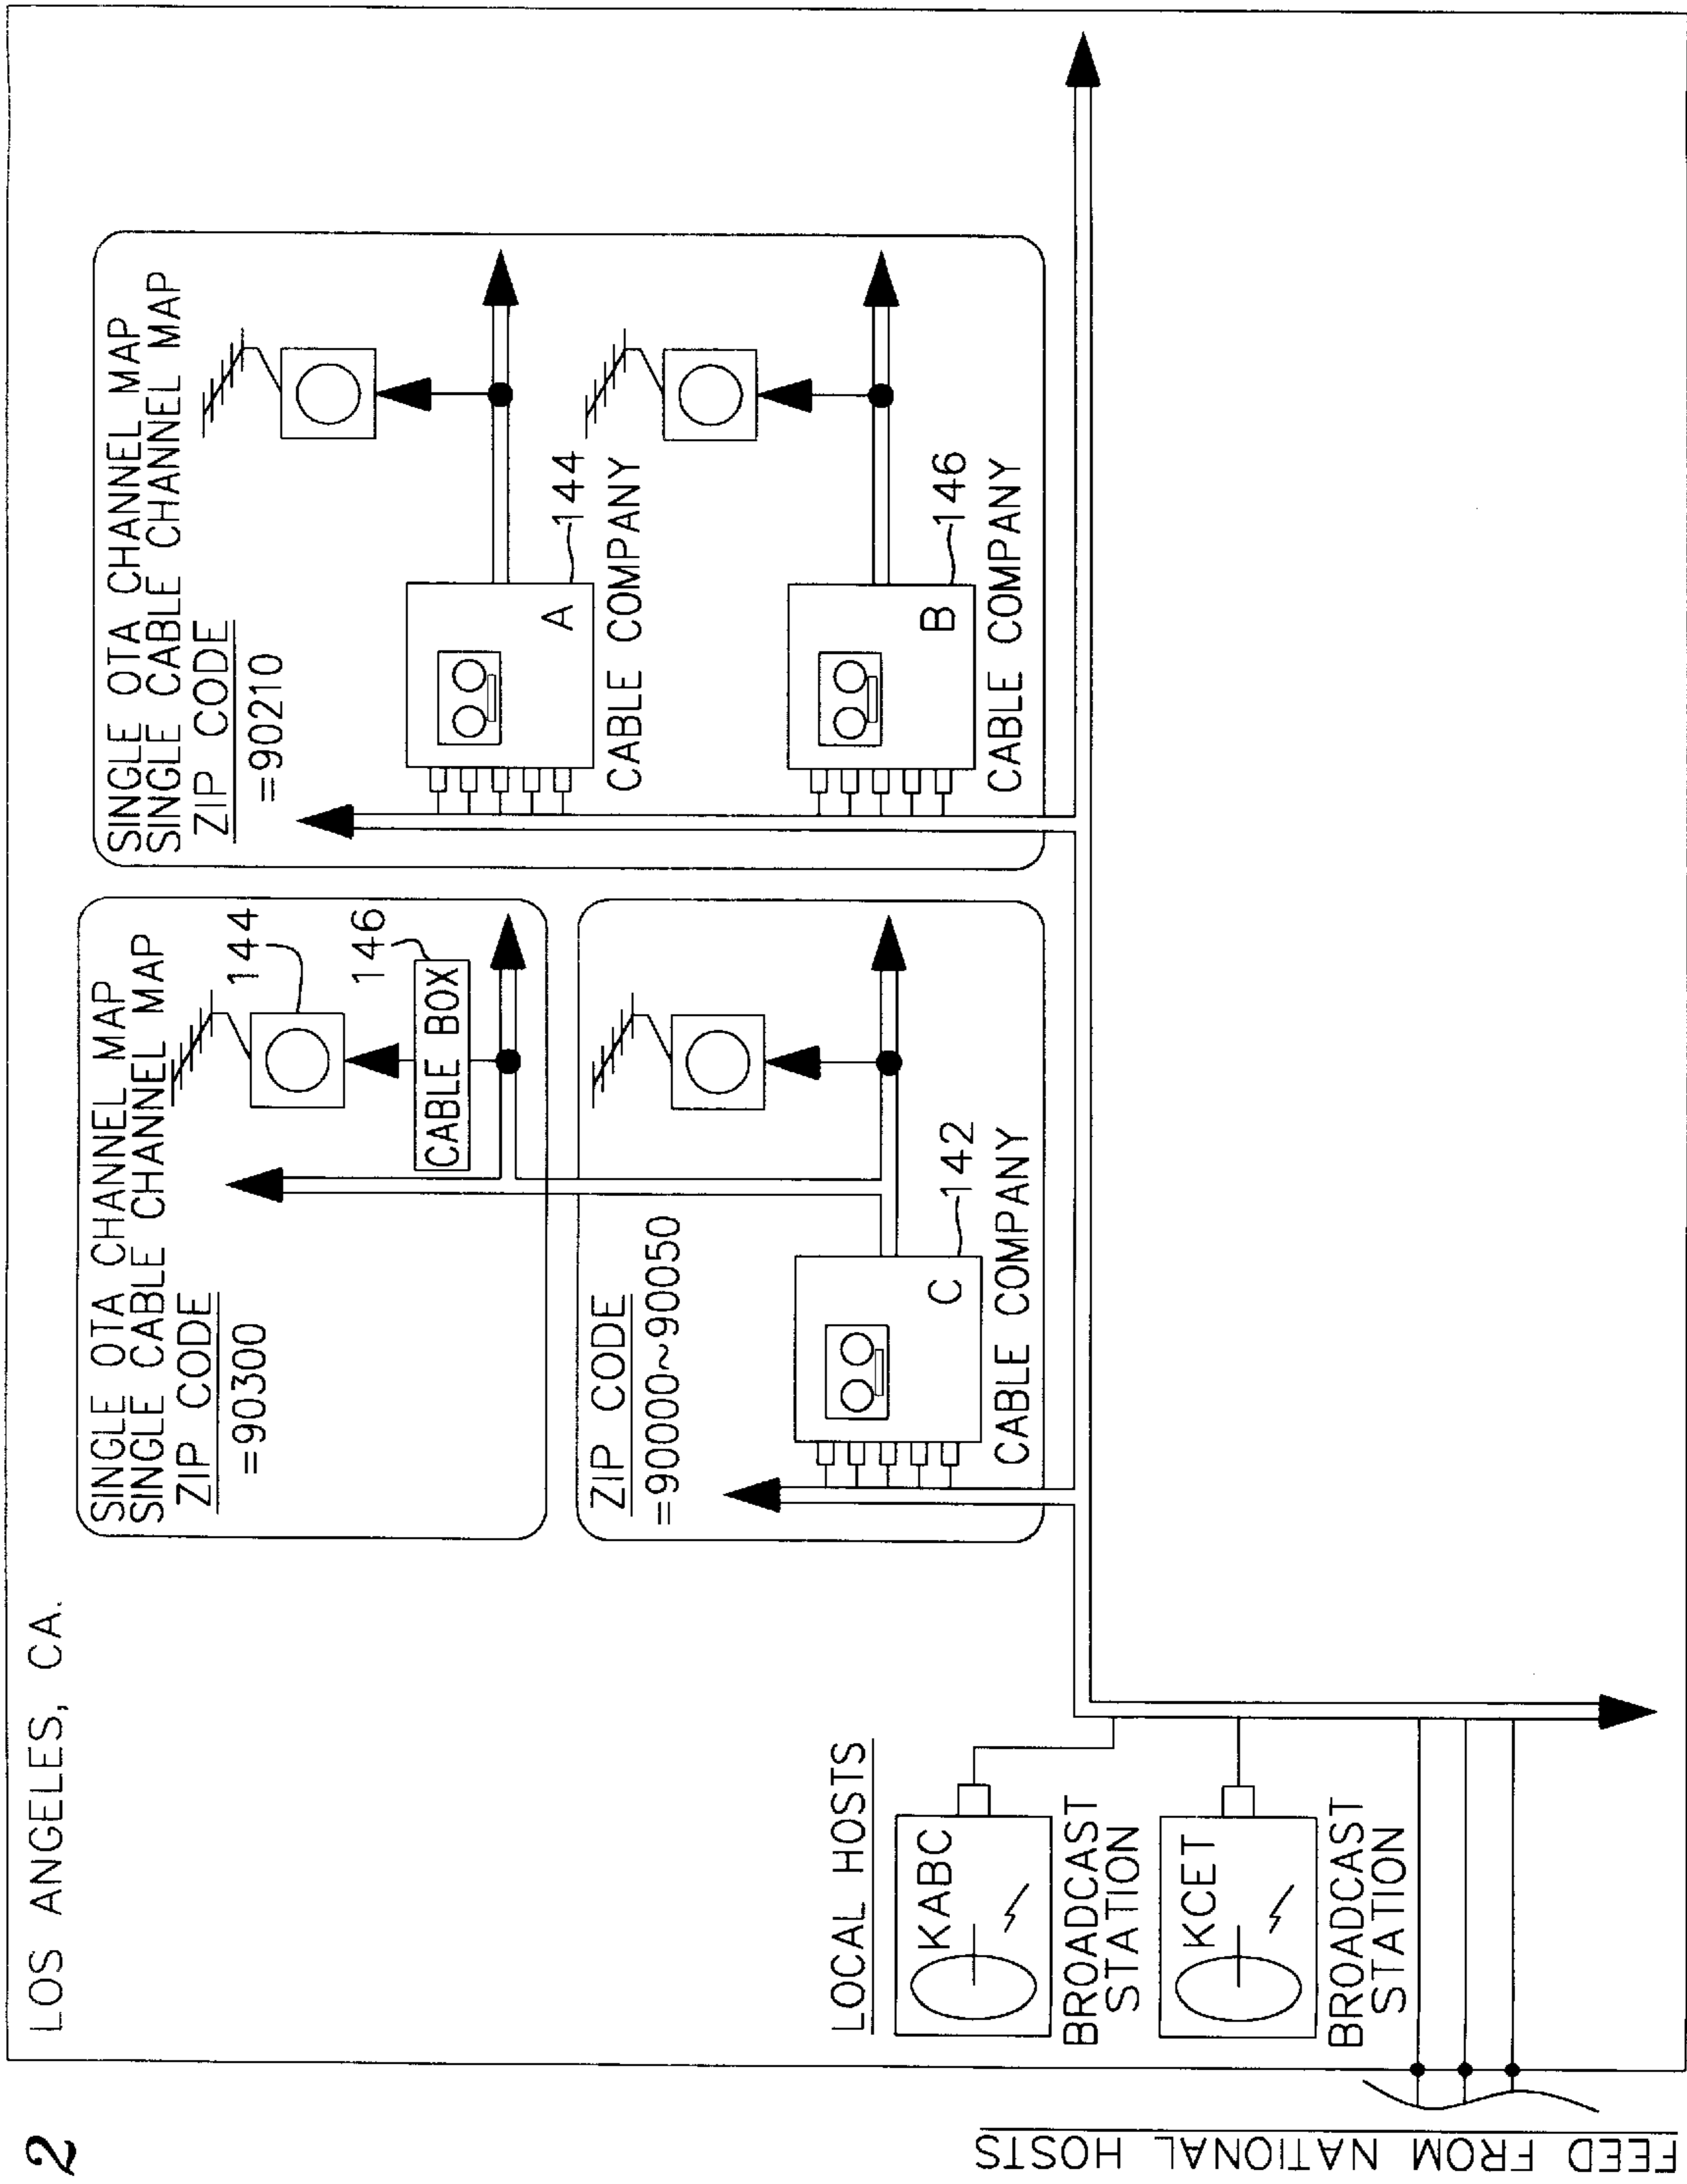 2
LOS ANGELES, CA.
SINGLE OTA CHANNEL MAP
SINGLE CABLE CHANNEL MAP
ZIP CODE
=90300
144
146
CABLE BOX
ZIP CODE
=90000~90050
C
142
CABLE COMPANY
SINGLE OTA CHANNEL MAP
SINGLE CABLE CHANNEL MAP
ZIP CODE
=90210
A
144
CABLE COMPANY
B
146
CABLE COMPANY
LOCAL HOSTS
KABC
BROADCAST
STATION
KCET
BROADCAST
STATION
FEED FROM NATIONAL HOSTS